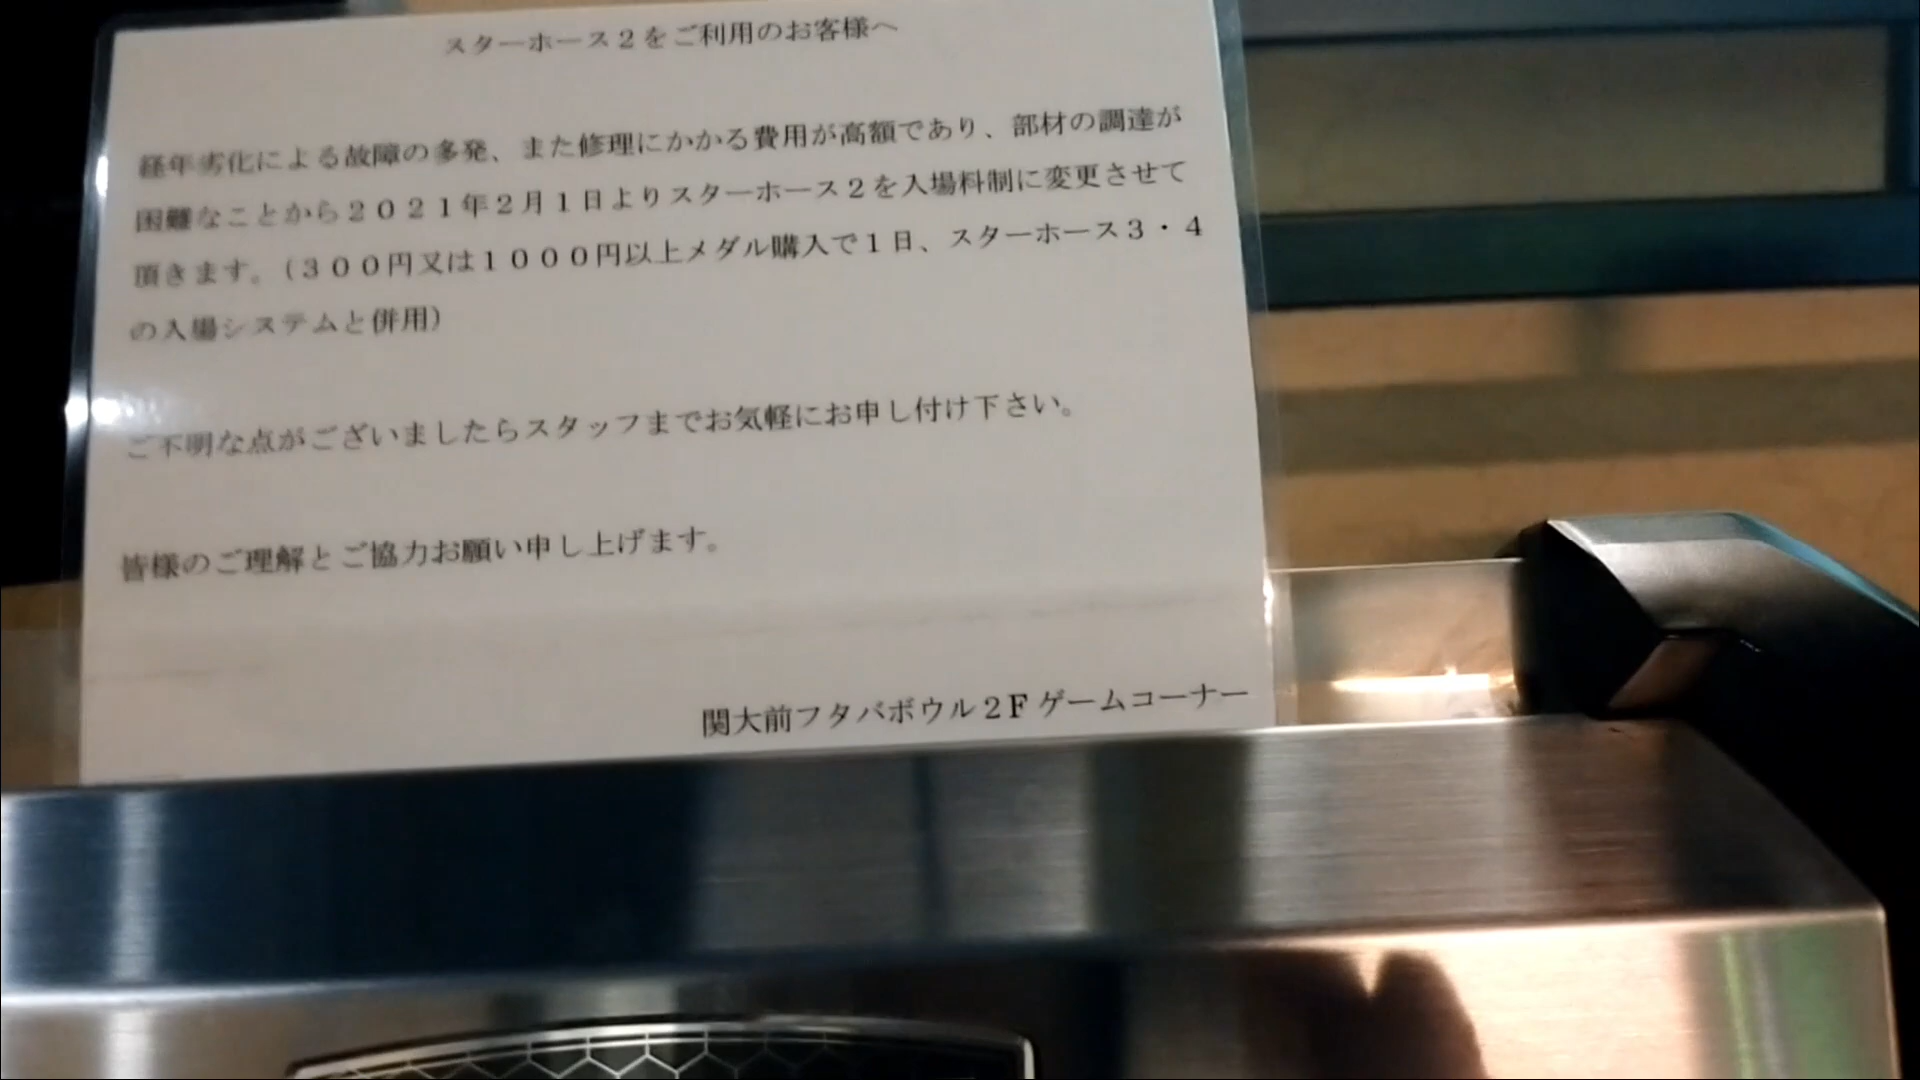 スターホース２をご利用のお客様へ
経年劣化による故障の多発、また修理にかかる費用が高額であり、部材の調達が
困難なことから２０２１年２月１日よりスターホース２を入場料制に変更させて
頂きます。（３００円又は１０００円以上メダル購入で１日、スターホース３・４
の入場システムと併用）
ご不明な点がございましたらスタッフまでお気軽にお申し付け下さい。
皆様のご理解とご協力お願い申し上げます。
関大前フタバボウル２Fゲームコーナー